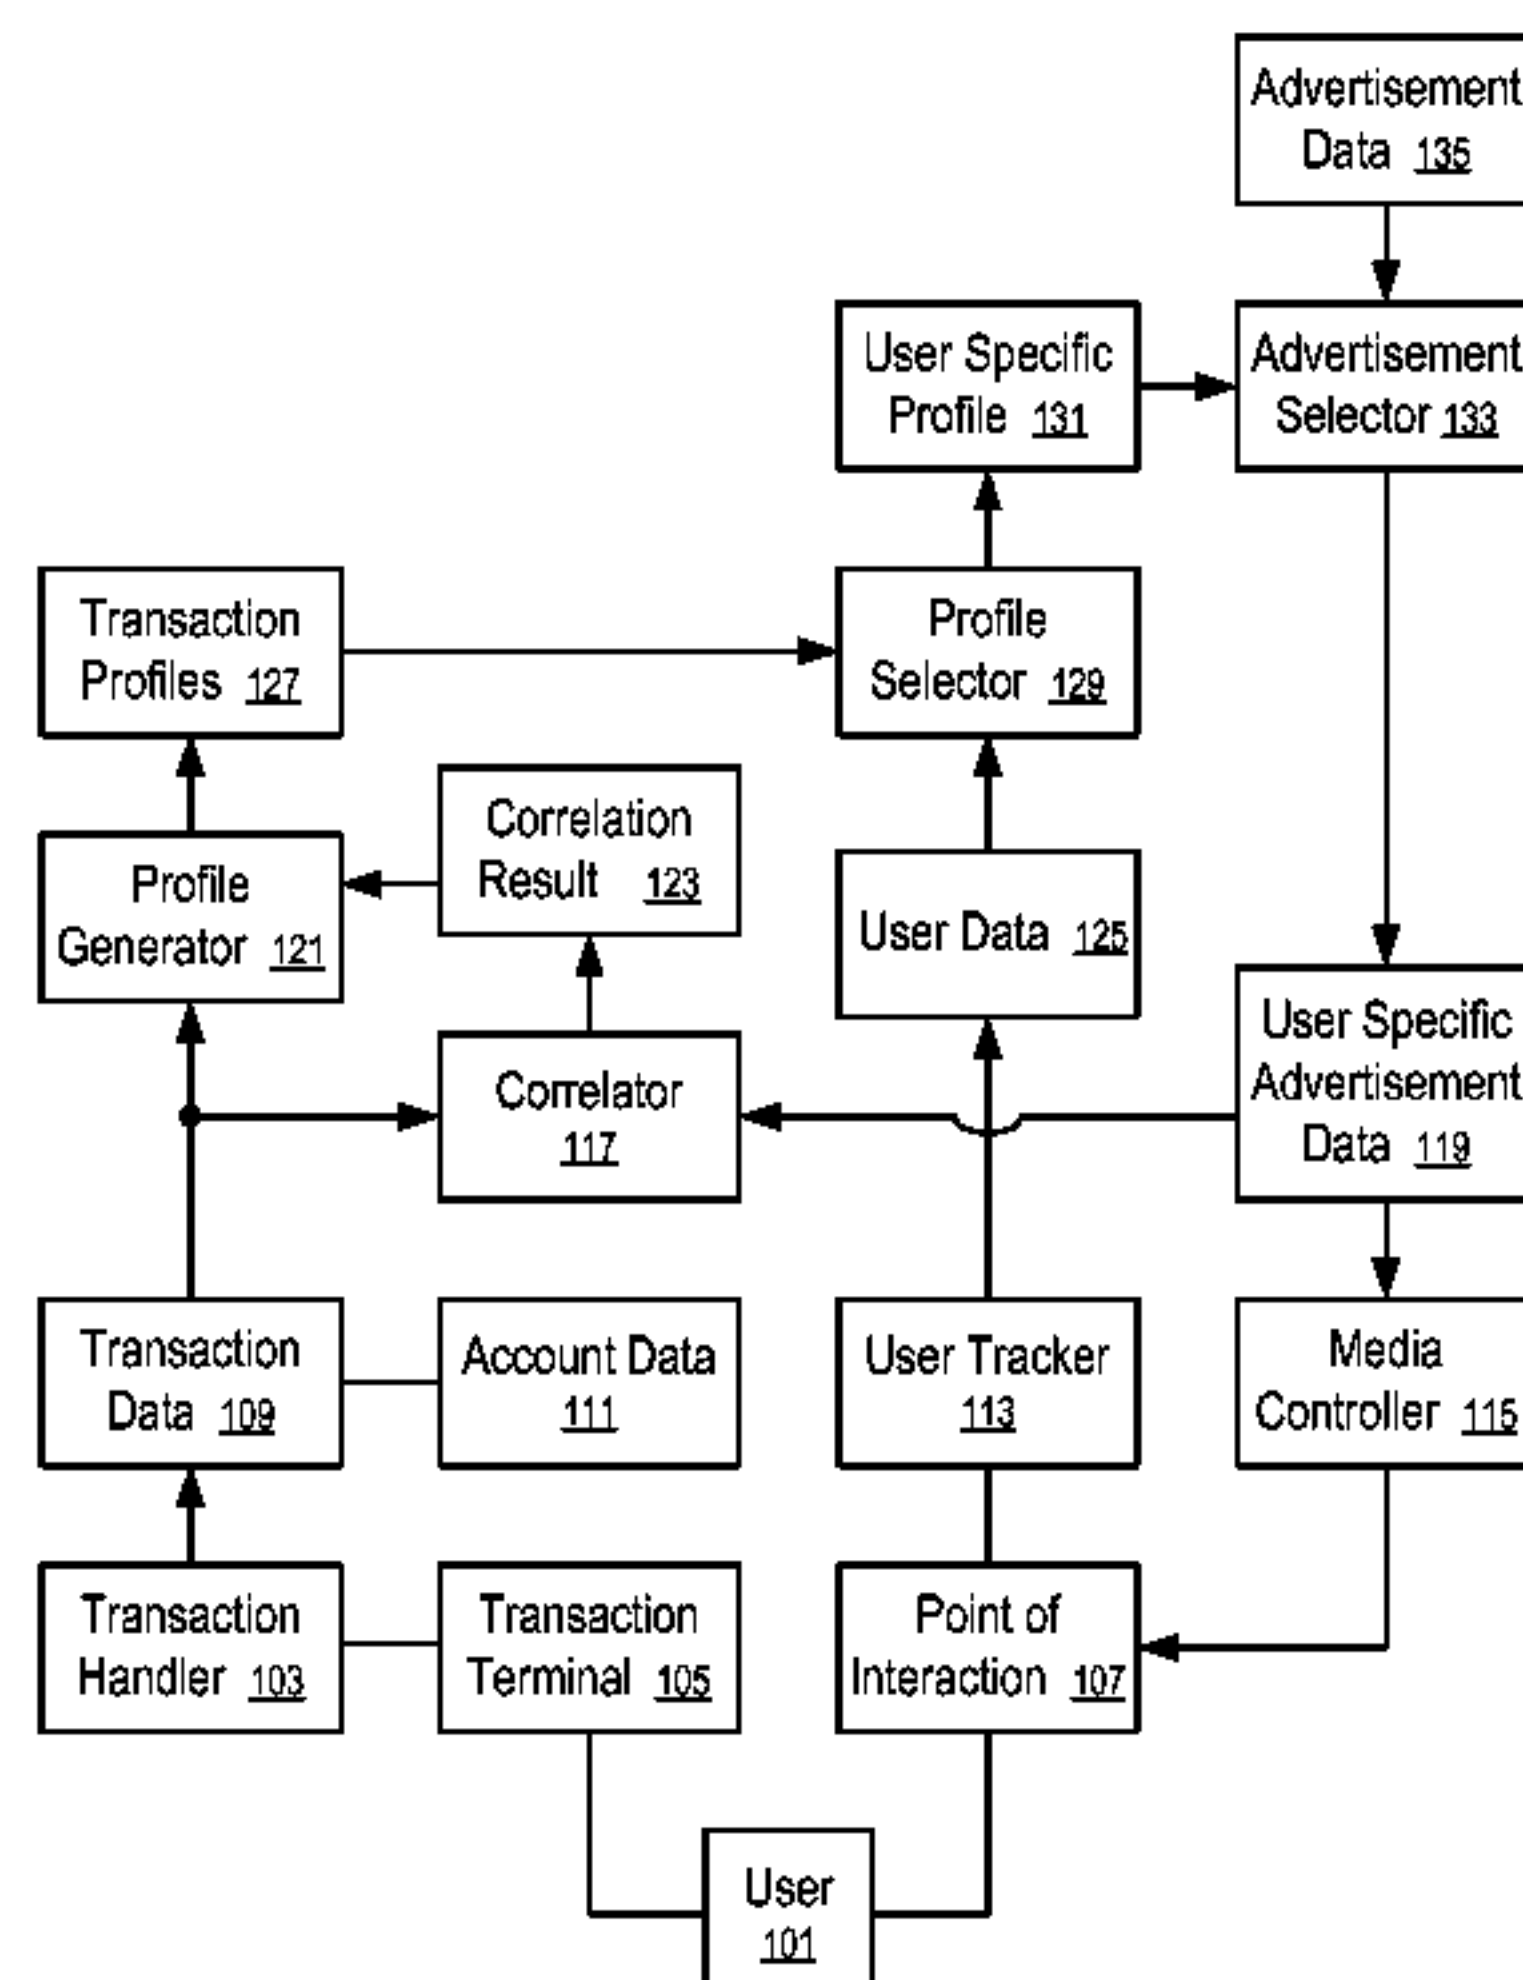 Advertisement
Data 135
User Specific
Profile 131
Advertisement
Selector 133
Transaction
Profiles 127
Profile
Selector 129
Correlation
Result 123
Profile
Generator 121
User Data 125
User Specific
Advertisement
Data 119
Correlator
117
Transaction
Data 109
Account Data
111
User Tracker
113
Media
Controller 115
Transaction
Handler 103
Transaction
Terminal 105
Point of
Interaction 107
User
101